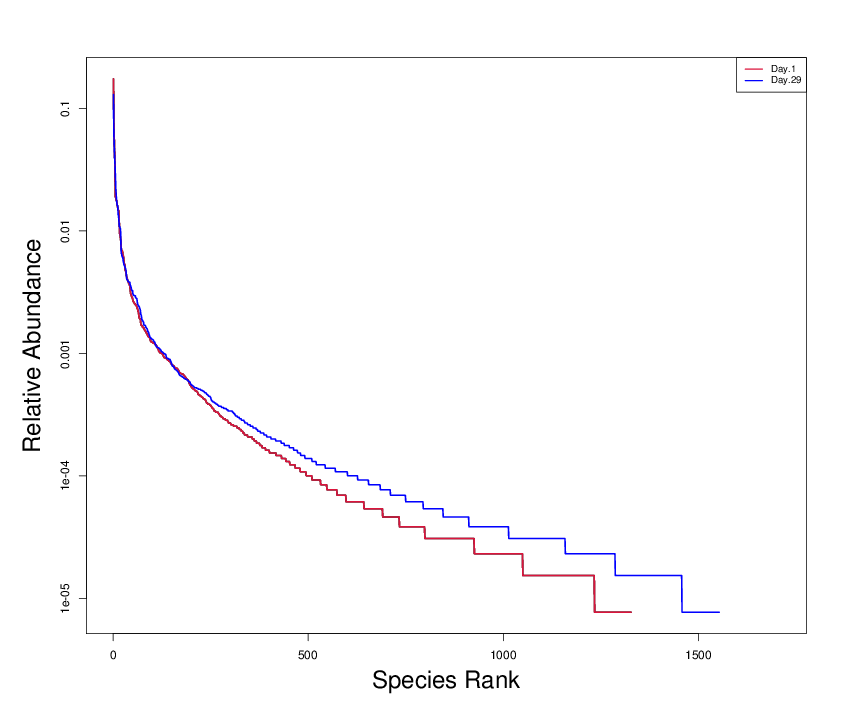 Day.1
Day.29
Relative Abundance
0.1
0.01
0.001
1e-04
1e-05
0
500
1000
1500
Species Rank